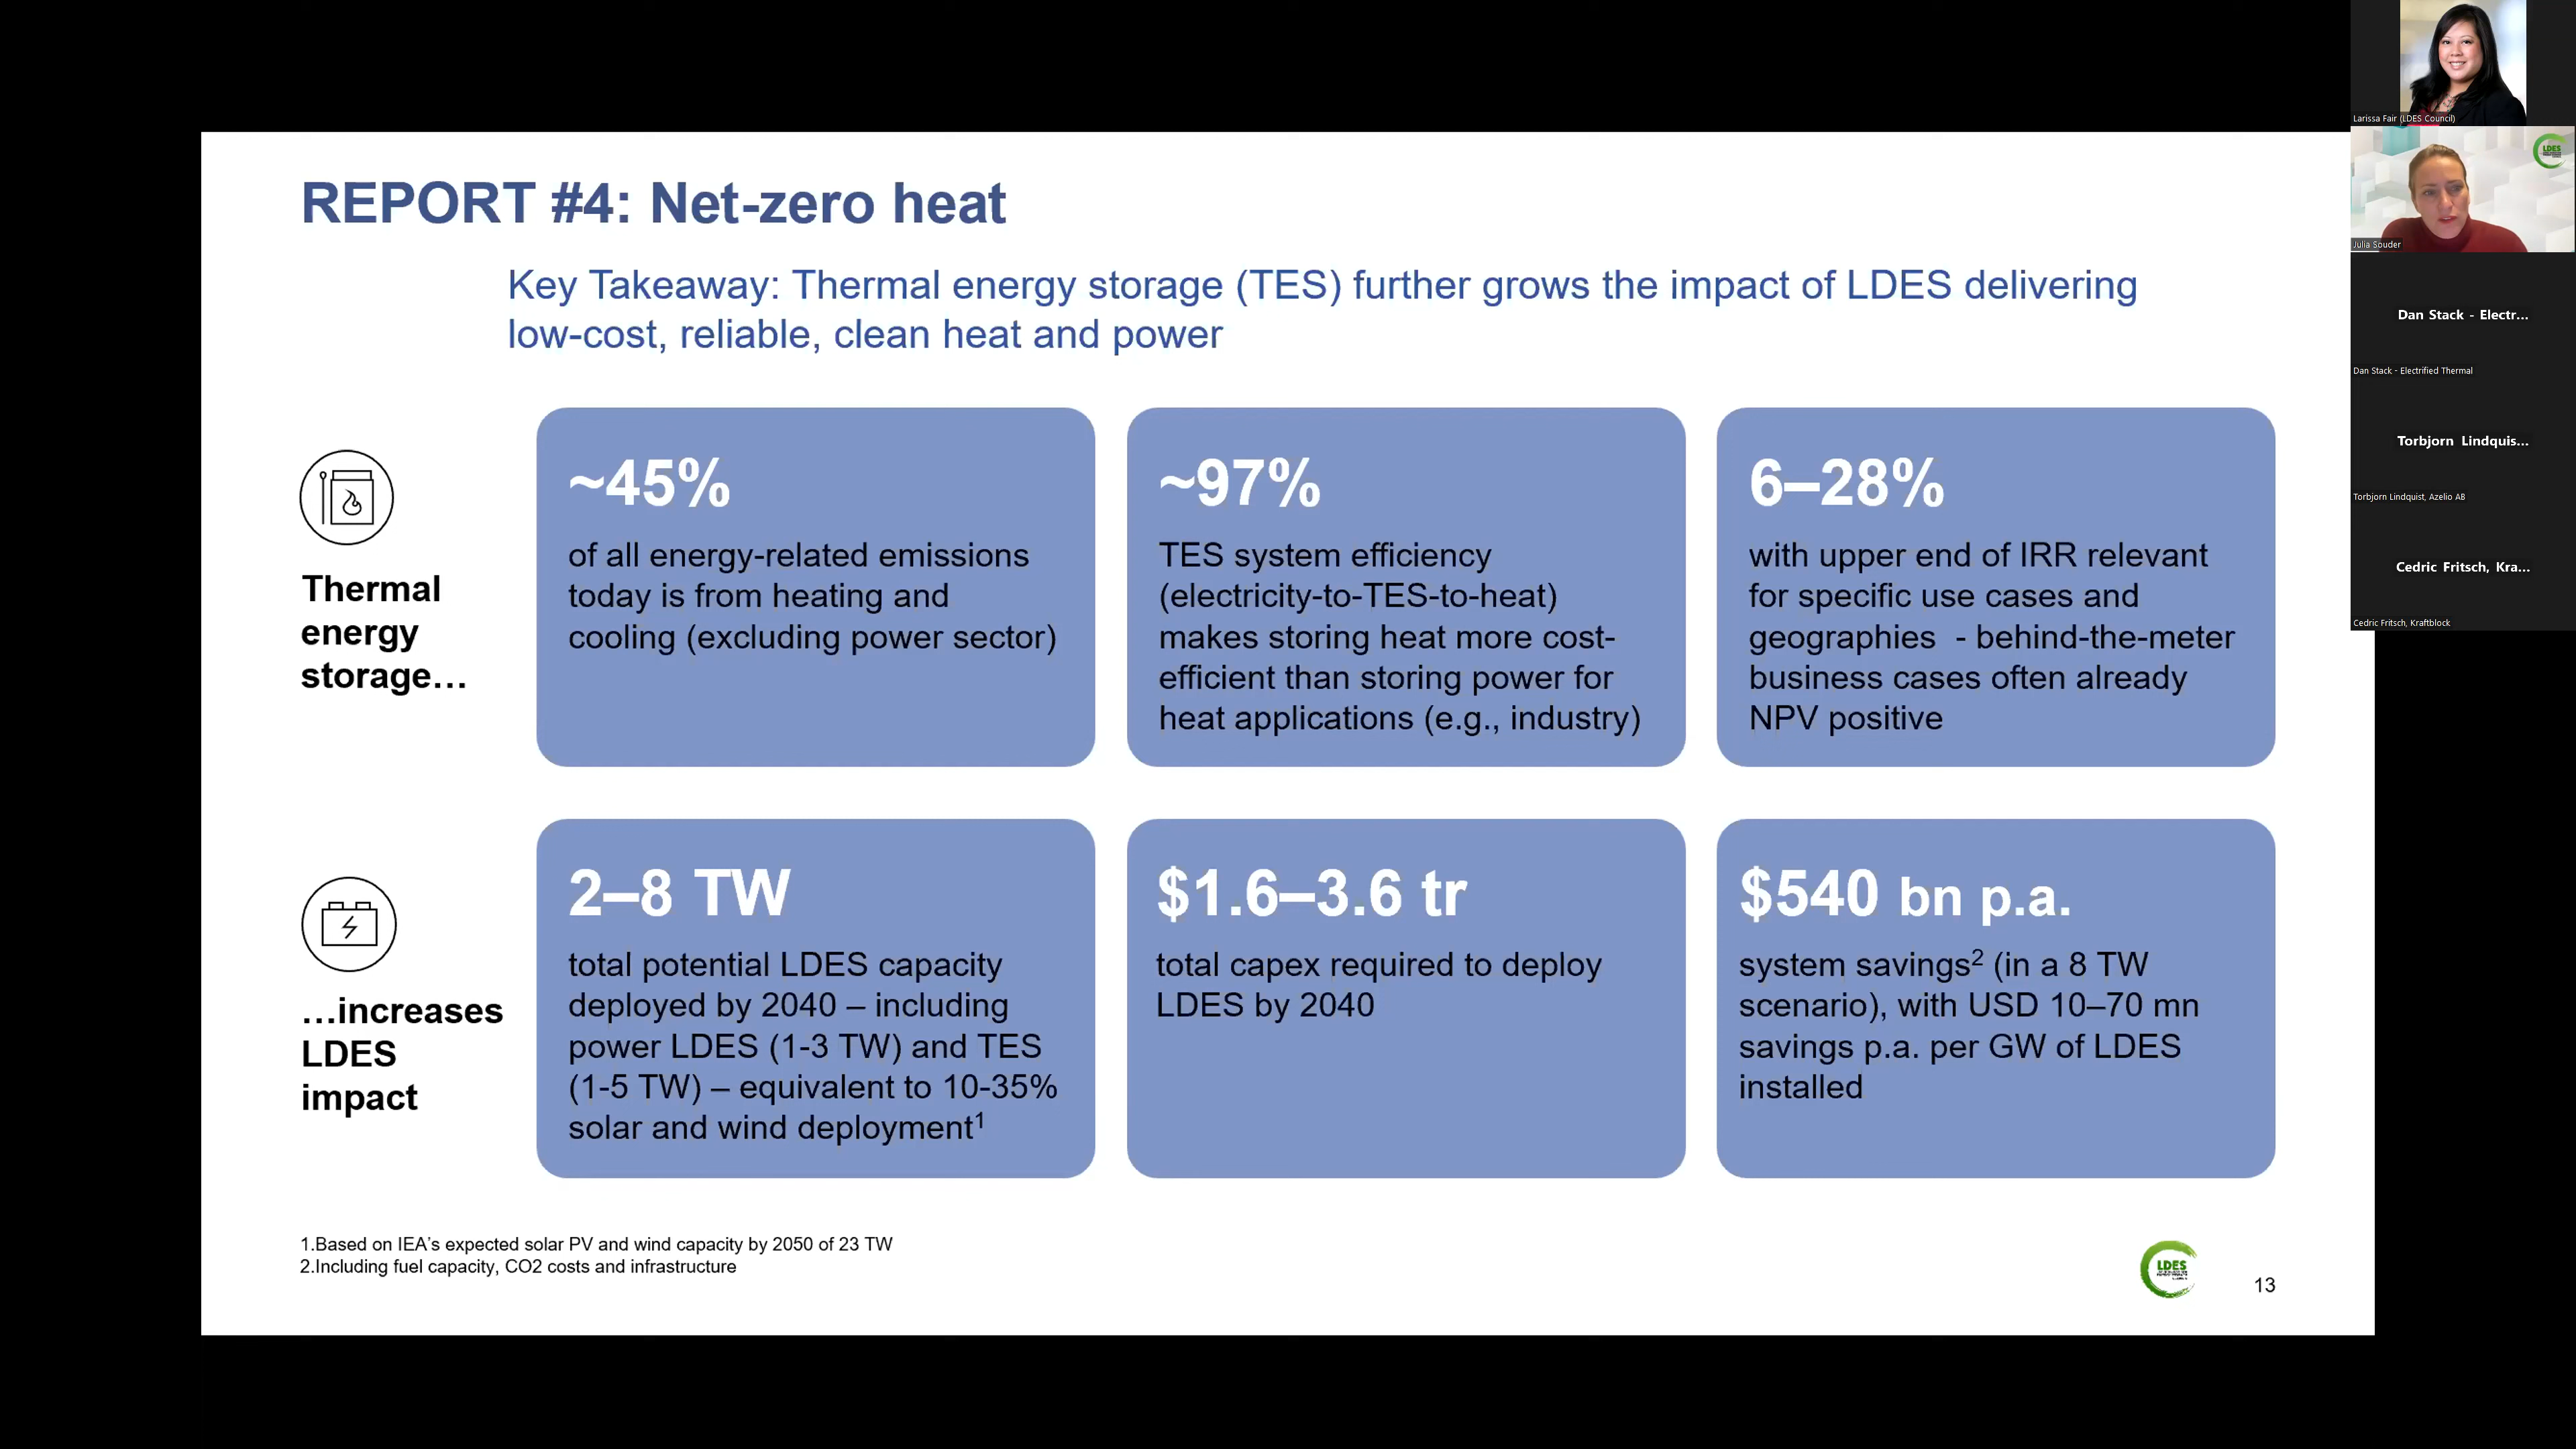 REPORT #4: Net-zero heat
Key Takeaway: Thermal energy storage (TES) further grows the impact of LDES delivering
low-cost, reliable, clean heat and power
Thermal
energy
storage…
~45%
of all energy-related emissions
today is from heating and
cooling (excluding power sector)
~97%
TES system efficiency
(electricity-to-TES-to-heat)
makes storing heat more cost-
efficient than storing power for
heat applications (e.g., industry)
6–28%
with upper end of IRR relevant
for specific use cases and
geographies - behind-the-meter
business cases often already
NPV positive
…increases
LDES
impact
2–8 TW
total potential LDES capacity
deployed by 2040 – including
power LDES (1-3 TW) and TES
(1-5 TW) – equivalent to 10-35%
solar and wind deployment¹
$1.6–3.6 tr
total capex required to deploy
LDES by 2040
$540 bn p.a.
system savings² (in a 8 TW
scenario), with USD 10–70 mn
savings p.a. per GW of LDES
installed
1.Based on IEA's expected solar PV and wind capacity by 2050 of 23 TW
2.Including fuel capacity, CO2 costs and infrastructure
LDES
13
Larissa Fair (LDES Council)
LDES
Julia Souder
Dan Stack - Electr...
Dan Stack - Electrified Thermal
Torbjorn Lindquis...
Torbjorn Lindquist, Azelio AB
Cedric Fritsch, Kra...
Cedric Fritsch, Kraftblock